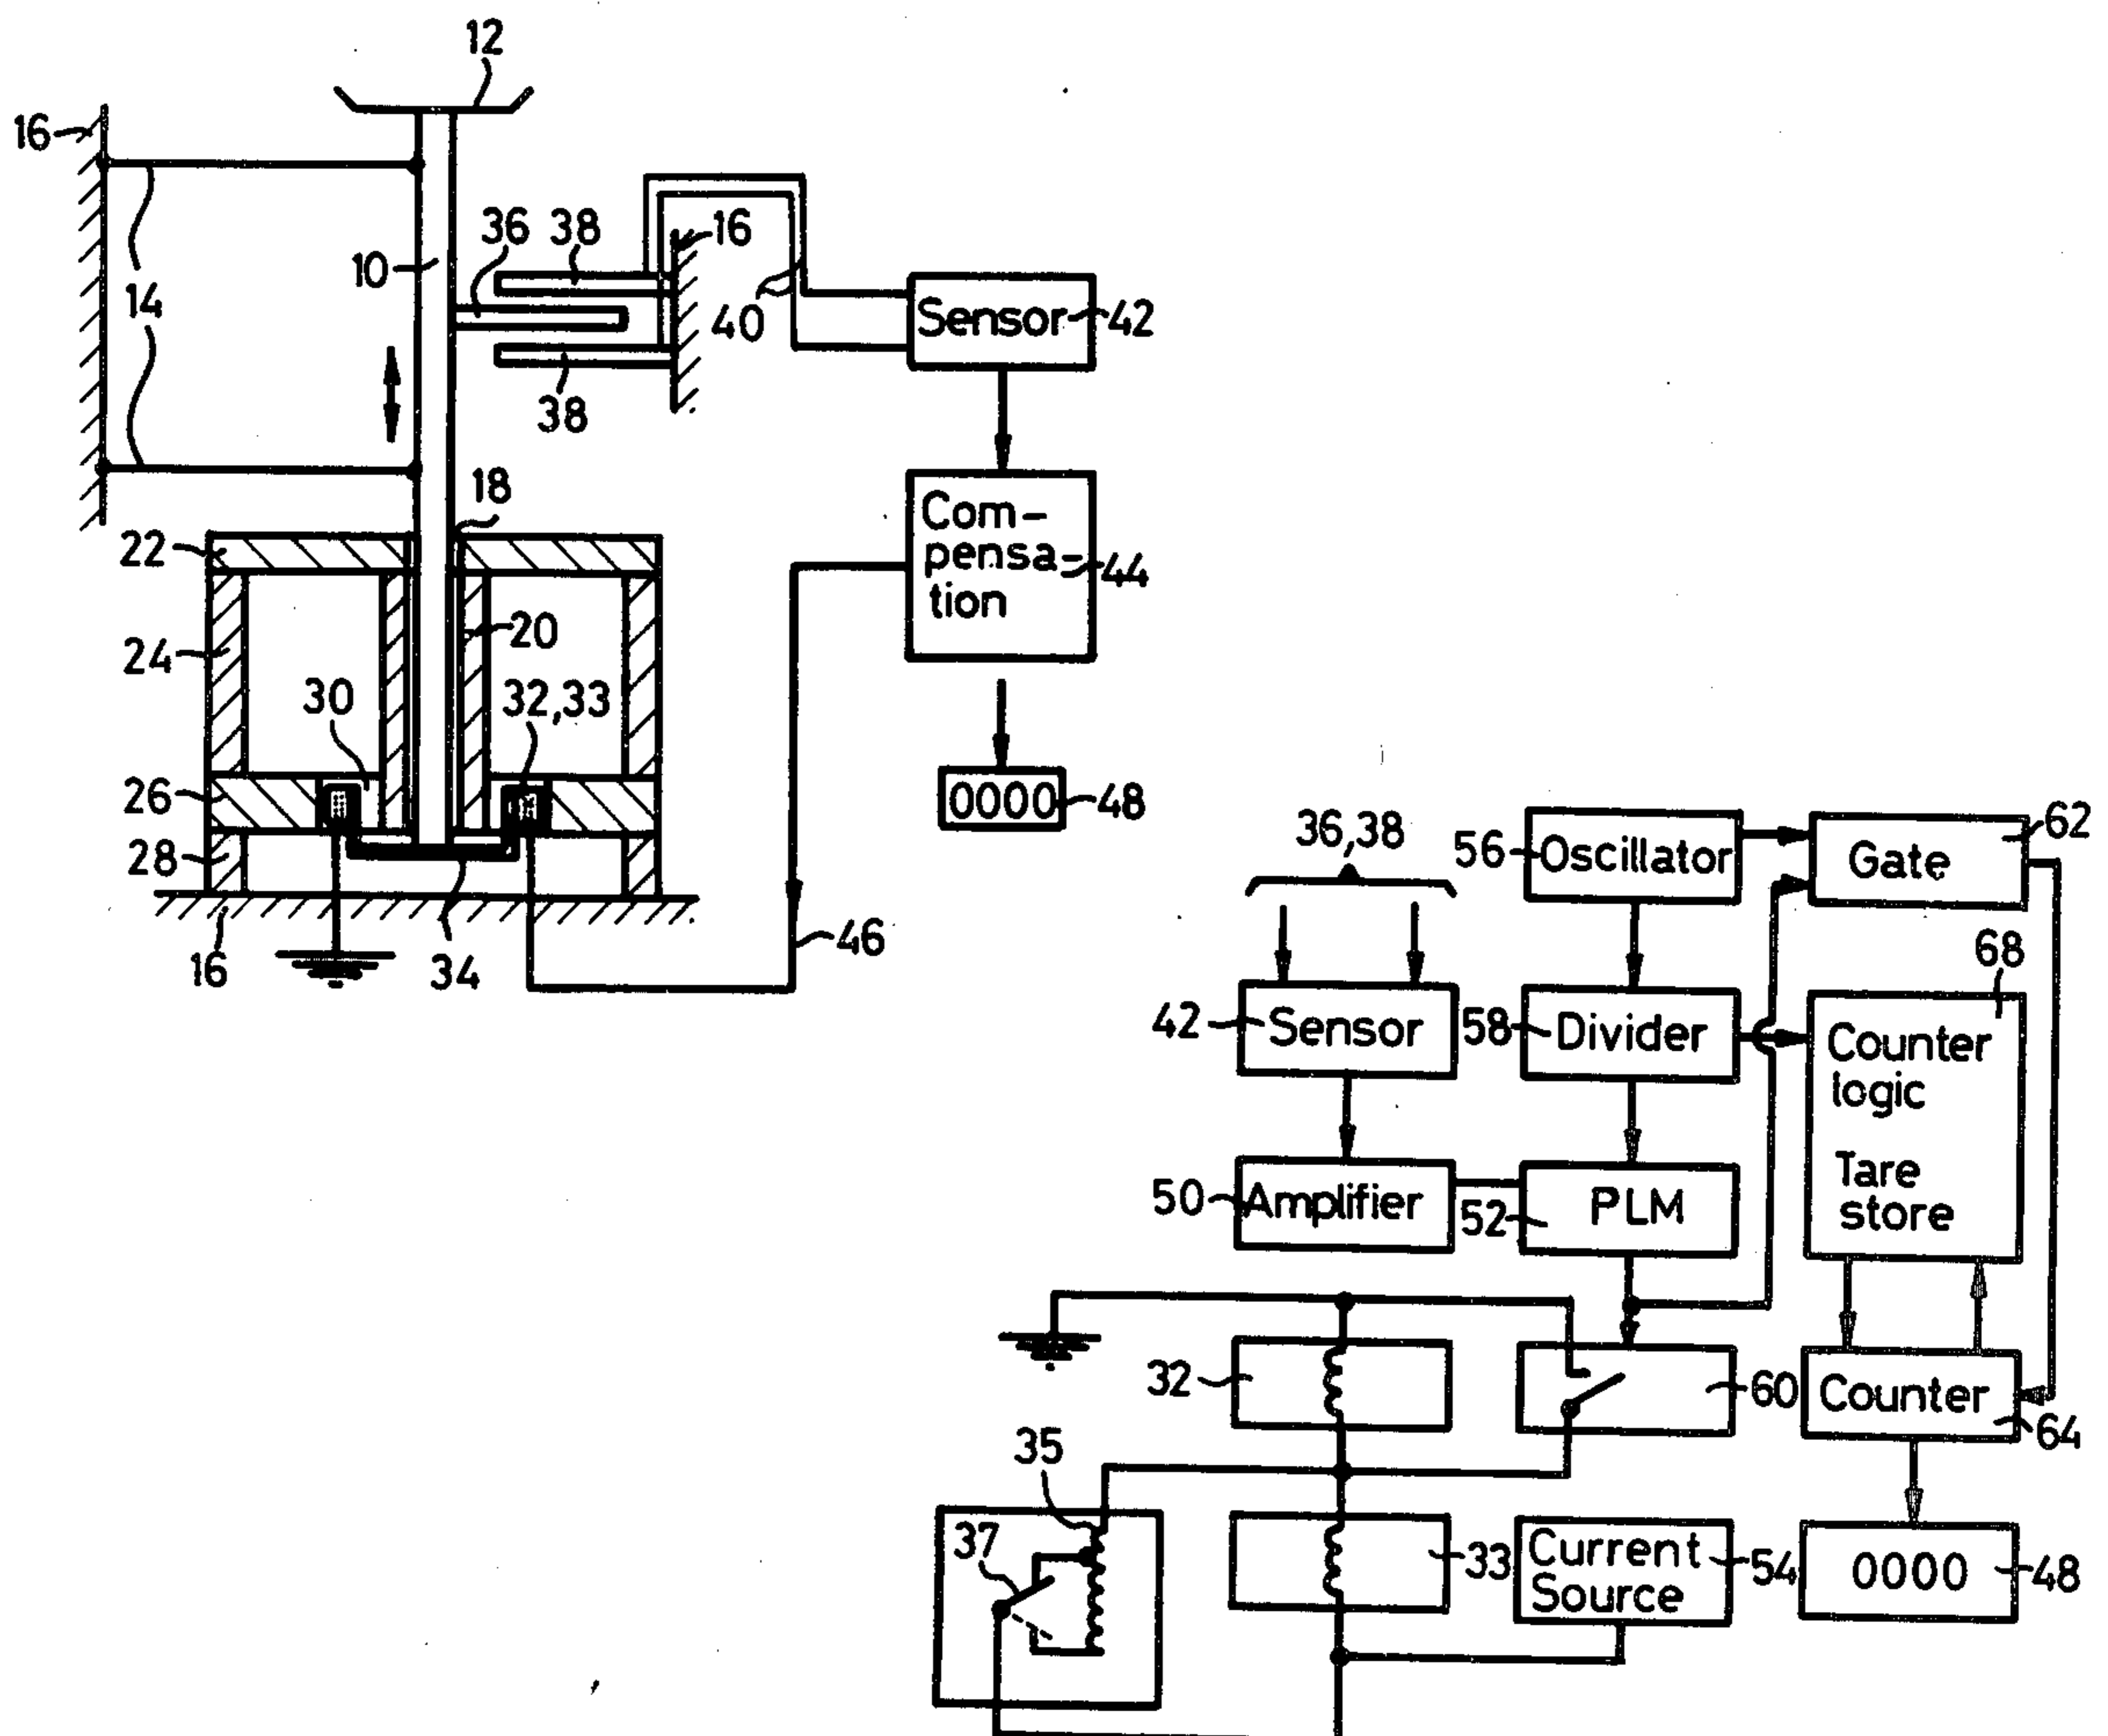 12
16
36 38
16
10
14
40
Sensor 42
38
18
22
Com-
pensa-
tion
44
20
24
30
32,33
26
0000 48
28
36,38
56 Oscillator
62
Gate
46
68
16
34
42 Sensor
58 Divider
Counter
logic
Tare
store
50 Amplifier
52 PLM
32
60
Counter
64
35
37
33
Current
Source
54
0000 48